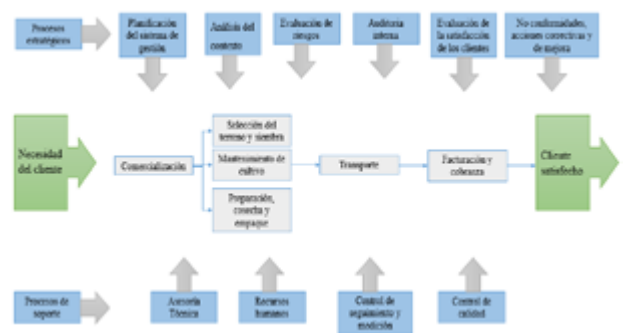 Procesos
estratégicos
Planificación
del sistema de
gestión
Análisis del
contexto
Evaluación de
riesgos
Auditoria
interna
Evaluación de
la satisfacción
de los clientes
No conformidades,
acciones correctivas y
de mejora
Necesidad
del cliente
Comercialización
Selección del
terreno y siembra
Mantenimiento de
cultivo
Preparación,
cosecha y
empaque
Transporte
Facturación y
cobranza
Cliente
satisfecho
Procesos de
soporte
Asesoría
Técnica
Recursos
humanos
Control de
seguimiento y
medición
Control de
calidad